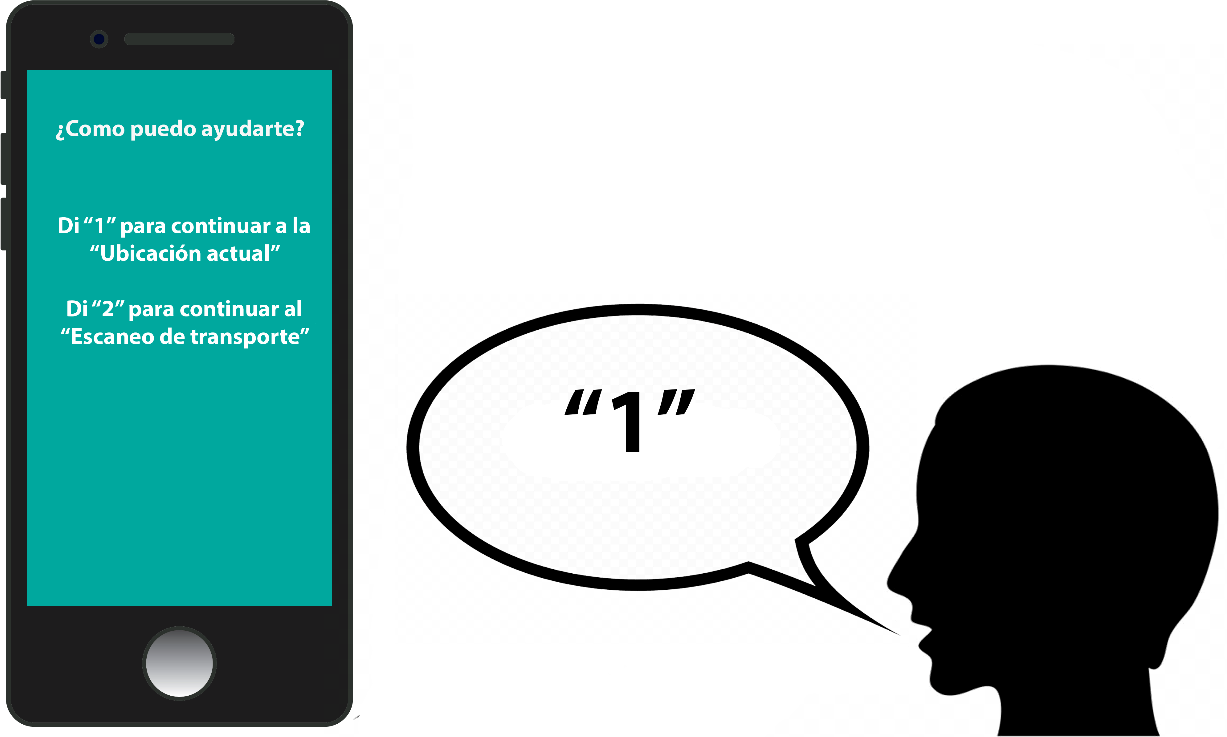 ¿Como puedo ayudarte?
Di “1” para continuar a la
“Ubicación actual”
Di “2” para continuar al
“Escaneo de transporte”
“1”